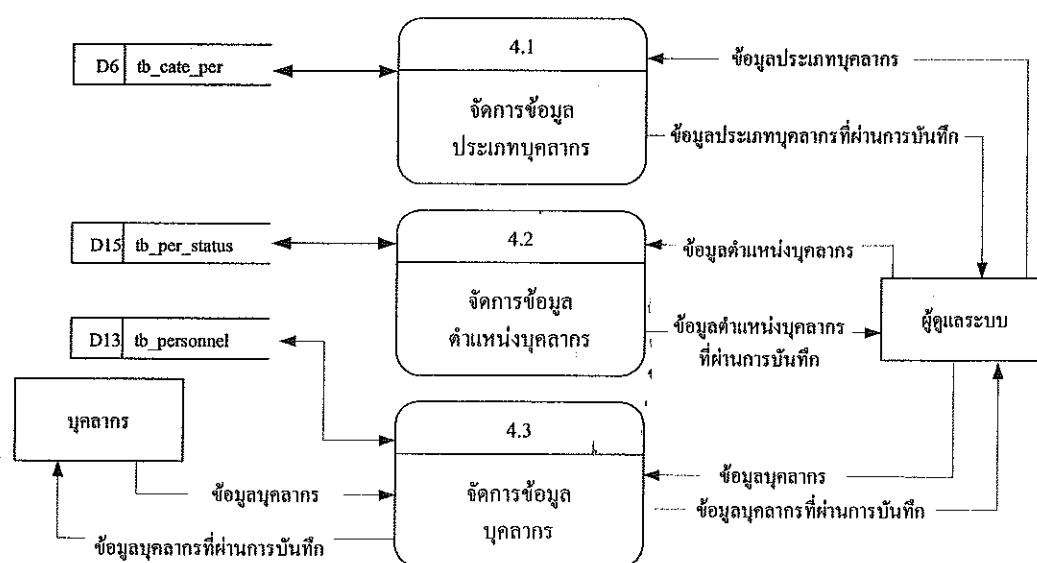 4.1
D6 tb_cate_per
ข้อมูลประเภทบุคลากร
จัดการข้อมูล
ประเภทบุคลากร
ข้อมูลประเภทบุคลากรที่ผ่านการบันทึก
4.2
D15 tb_per_status
ข้อมูลตำแหน่งบุคลากร
จัดการข้อมูล
ตำแหน่งบุคลากร
ข้อมูลตำแหน่งบุคลากร
ที่ผ่านการบันทึก
ผู้ดูแลระบบ
D13 tb_personnel
บุคลากร
4.3
ข้อมูลบุคลากร
จัดการข้อมูล
บุคลากร
ข้อมูลบุคลากร
ข้อมูลบุคลากรที่ผ่านการบันทึก
ข้อมูลบุคลากรที่ผ่านการบันทึก